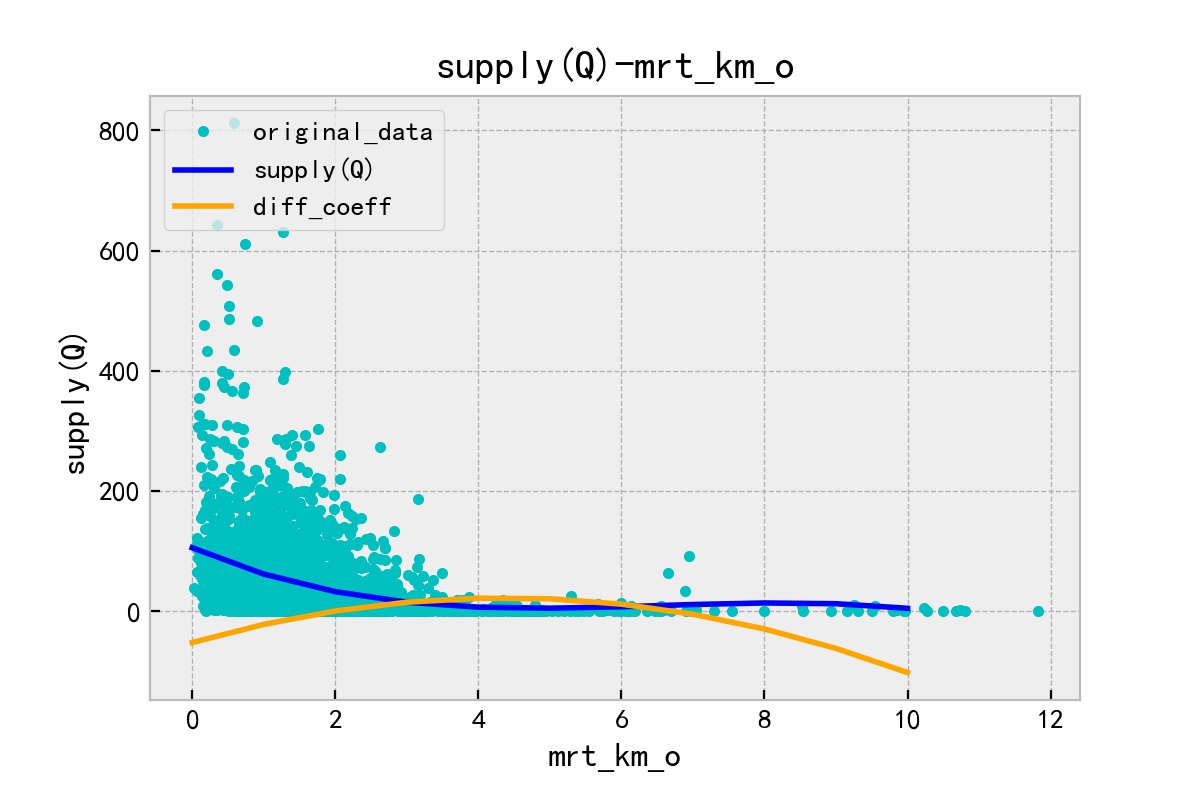 supply(Q)-mrt_km_o
original_data
supply(Q)
diff_coeff
supply(Q)
800
600
400
200
0
0 2 4 6 8 10 12
mrt_km_o